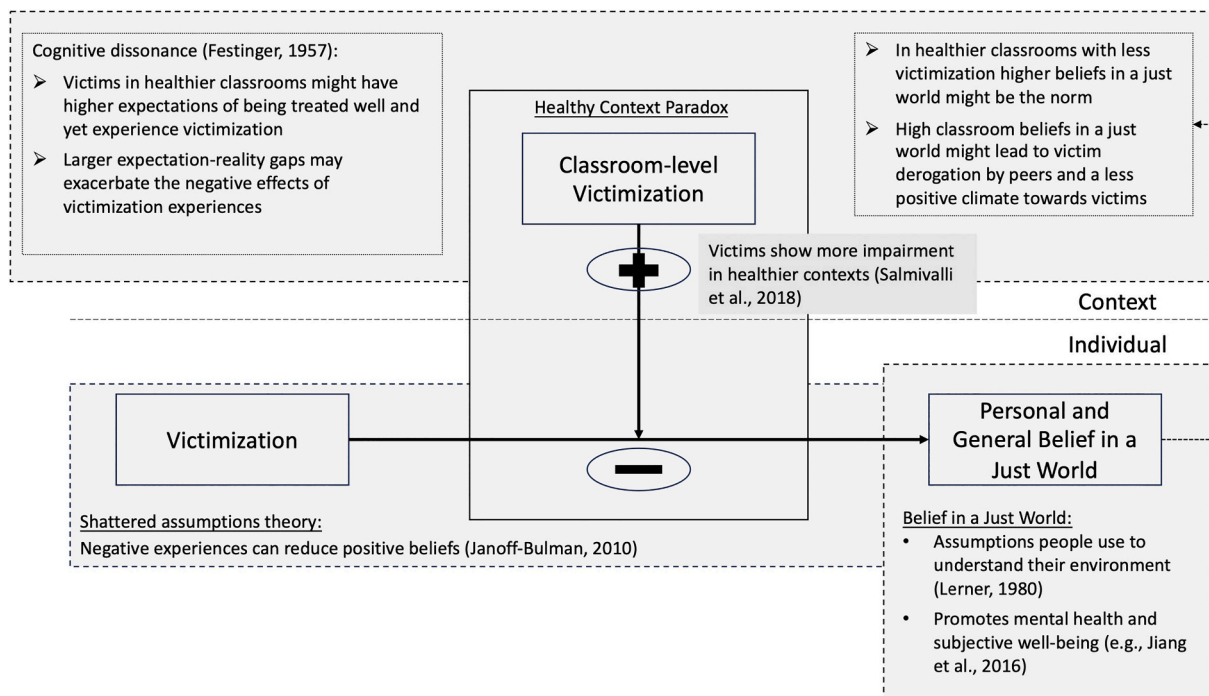 Cognitive dissonance (Festinger, 1957):
➢ Victims in healthier classrooms might have
higher expectations of being treated well and
yet experience victimization
➢ Larger expectation-reality gaps may
exacerbate the negative effects of
victimization experiences
Healthy Context Paradox
Classroom-level
Victimization
➢ In healthier classrooms with less
victimization higher beliefs in a just
world might be the norm
➢ High classroom beliefs in a just
world might lead to victim
derogation by peers and a less
positive climate towards victims
Victims show more impairment
in healthier contexts (Salmivalli
et al., 2018)
Context
Individual
Victimization
Personal and
General Belief in a
Just World
Shattered assumptions theory:
Negative experiences can reduce positive beliefs (Janoff-Bulman, 2010)
Belief in a Just World:
• Assumptions people use to
understand their environment
(Lerner, 1980)
• Promotes mental health and
subjective well-being (e.g., Jiang
et al., 2016)